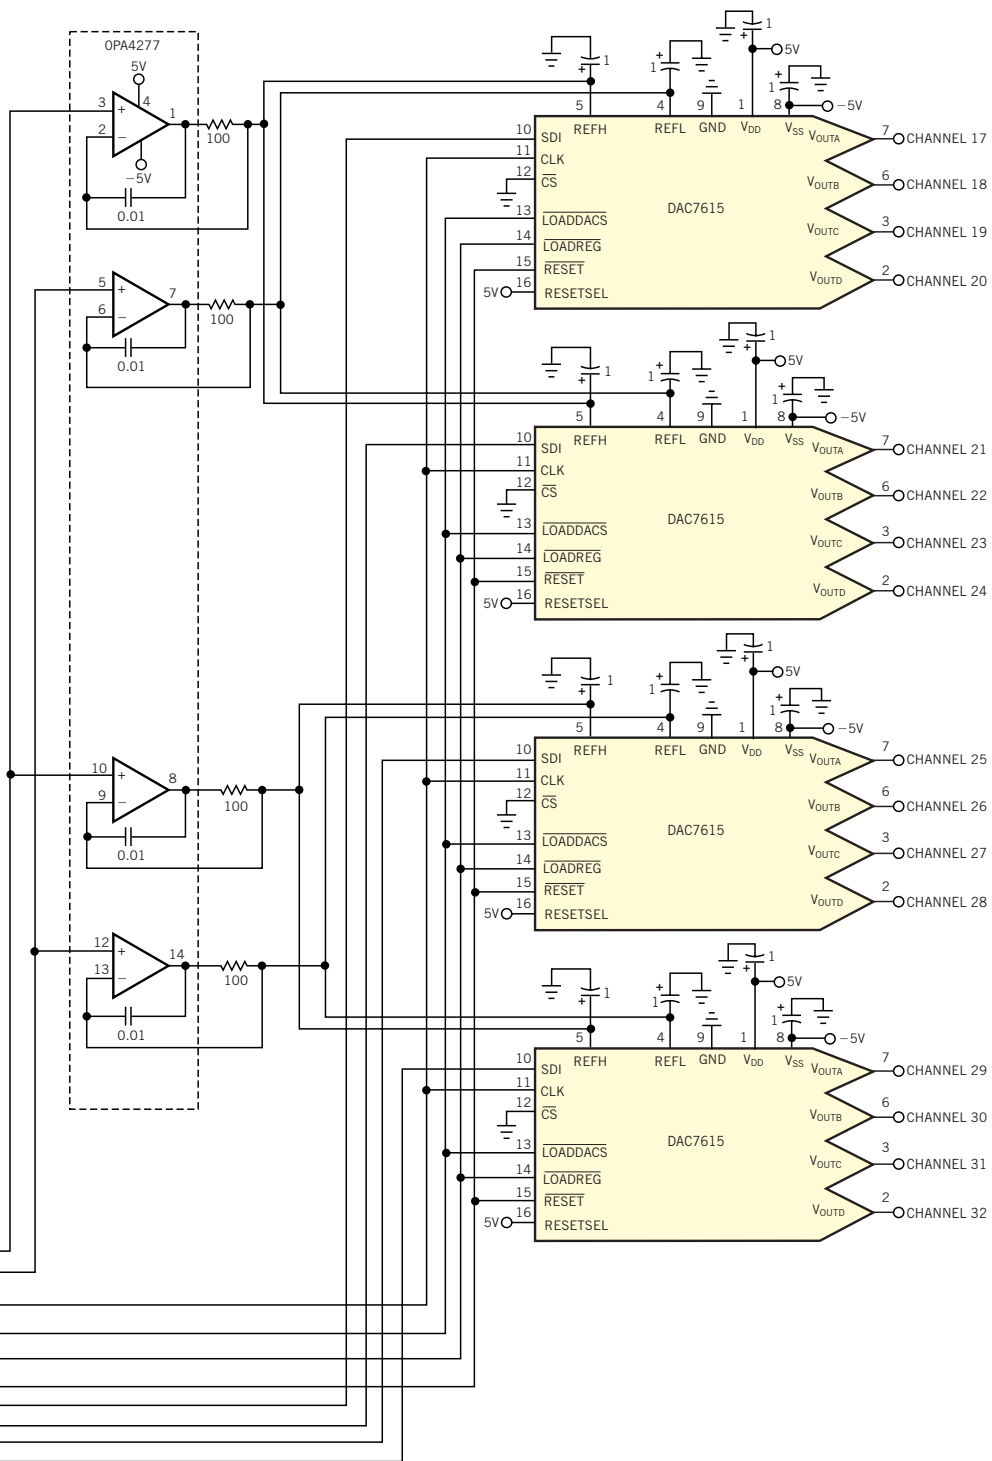 OPA4277
5V
3
+
4
1
2
−
100
−5V
0.01
5
+
7
6
−
100
0.01
10
+
8
9
−
100
0.01
12
+
14
13
−
100
0.01
1
+
5V
1
+
+
1
+
1
5
4
9
1
8
−5V
REFH
REFL
GND
VDD
VSS
10
SDI
11
CLK
12
CS
13
LOADDACS
14
LOADREG
15
RESET
16
5V
RESETSEL
DAC7615
VOUTA
7
CHANNEL 17
VOUTB
6
CHANNEL 18
VOUTC
3
CHANNEL 19
VOUTD
2
CHANNEL 20
1
+
5V
1
+
+
1
+
1
5
4
9
1
8
−5V
REFH
REFL
GND
VDD
VSS
10
SDI
11
CLK
12
CS
13
LOADDACS
14
LOADREG
15
RESET
16
5V
RESETSEL
DAC7615
VOUTA
7
CHANNEL 21
VOUTB
6
CHANNEL 22
VOUTC
3
CHANNEL 23
VOUTD
2
CHANNEL 24
1
+
5V
1
+
+
1
+
1
5
4
9
1
8
−5V
REFH
REFL
GND
VDD
VSS
10
SDI
11
CLK
12
CS
13
LOADDACS
14
LOADREG
15
RESET
16
5V
RESETSEL
DAC7615
VOUTA
7
CHANNEL 25
VOUTB
6
CHANNEL 26
VOUTC
3
CHANNEL 27
VOUTD
2
CHANNEL 28
1
+
5V
1
+
+
1
+
1
5
4
9
1
8
−5V
REFH
REFL
GND
VDD
VSS
10
SDI
11
CLK
12
CS
13
LOADDACS
14
LOADREG
15
RESET
16
5V
RESETSEL
DAC7615
VOUTA
7
CHANNEL 29
VOUTB
6
CHANNEL 30
VOUTC
3
CHANNEL 31
VOUTD
2
CHANNEL 32